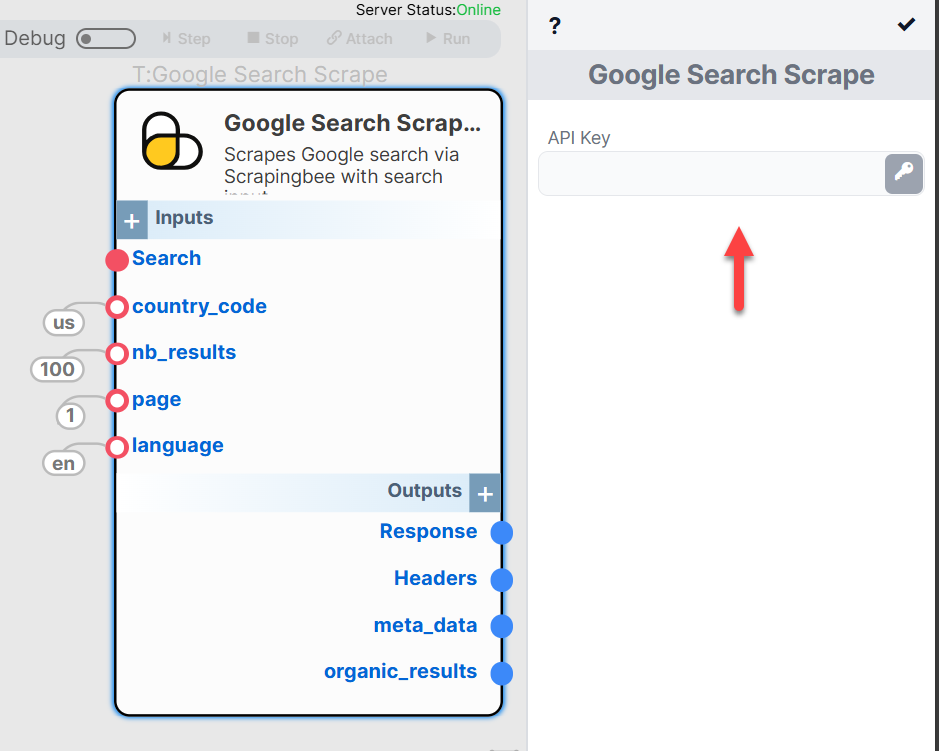 Server Status:Online
Debug
Step
Stop
Attach
Run
T:Google Search Scrape
Google Search Scrap...
Scrapes Google search via
Scrapingbee with search
Inputs
Search
country_code
us
nb_results
100
page
1
language
en
Outputs
Response
Headers
meta_data
organic_results
?
Google Search Scrape
API Key